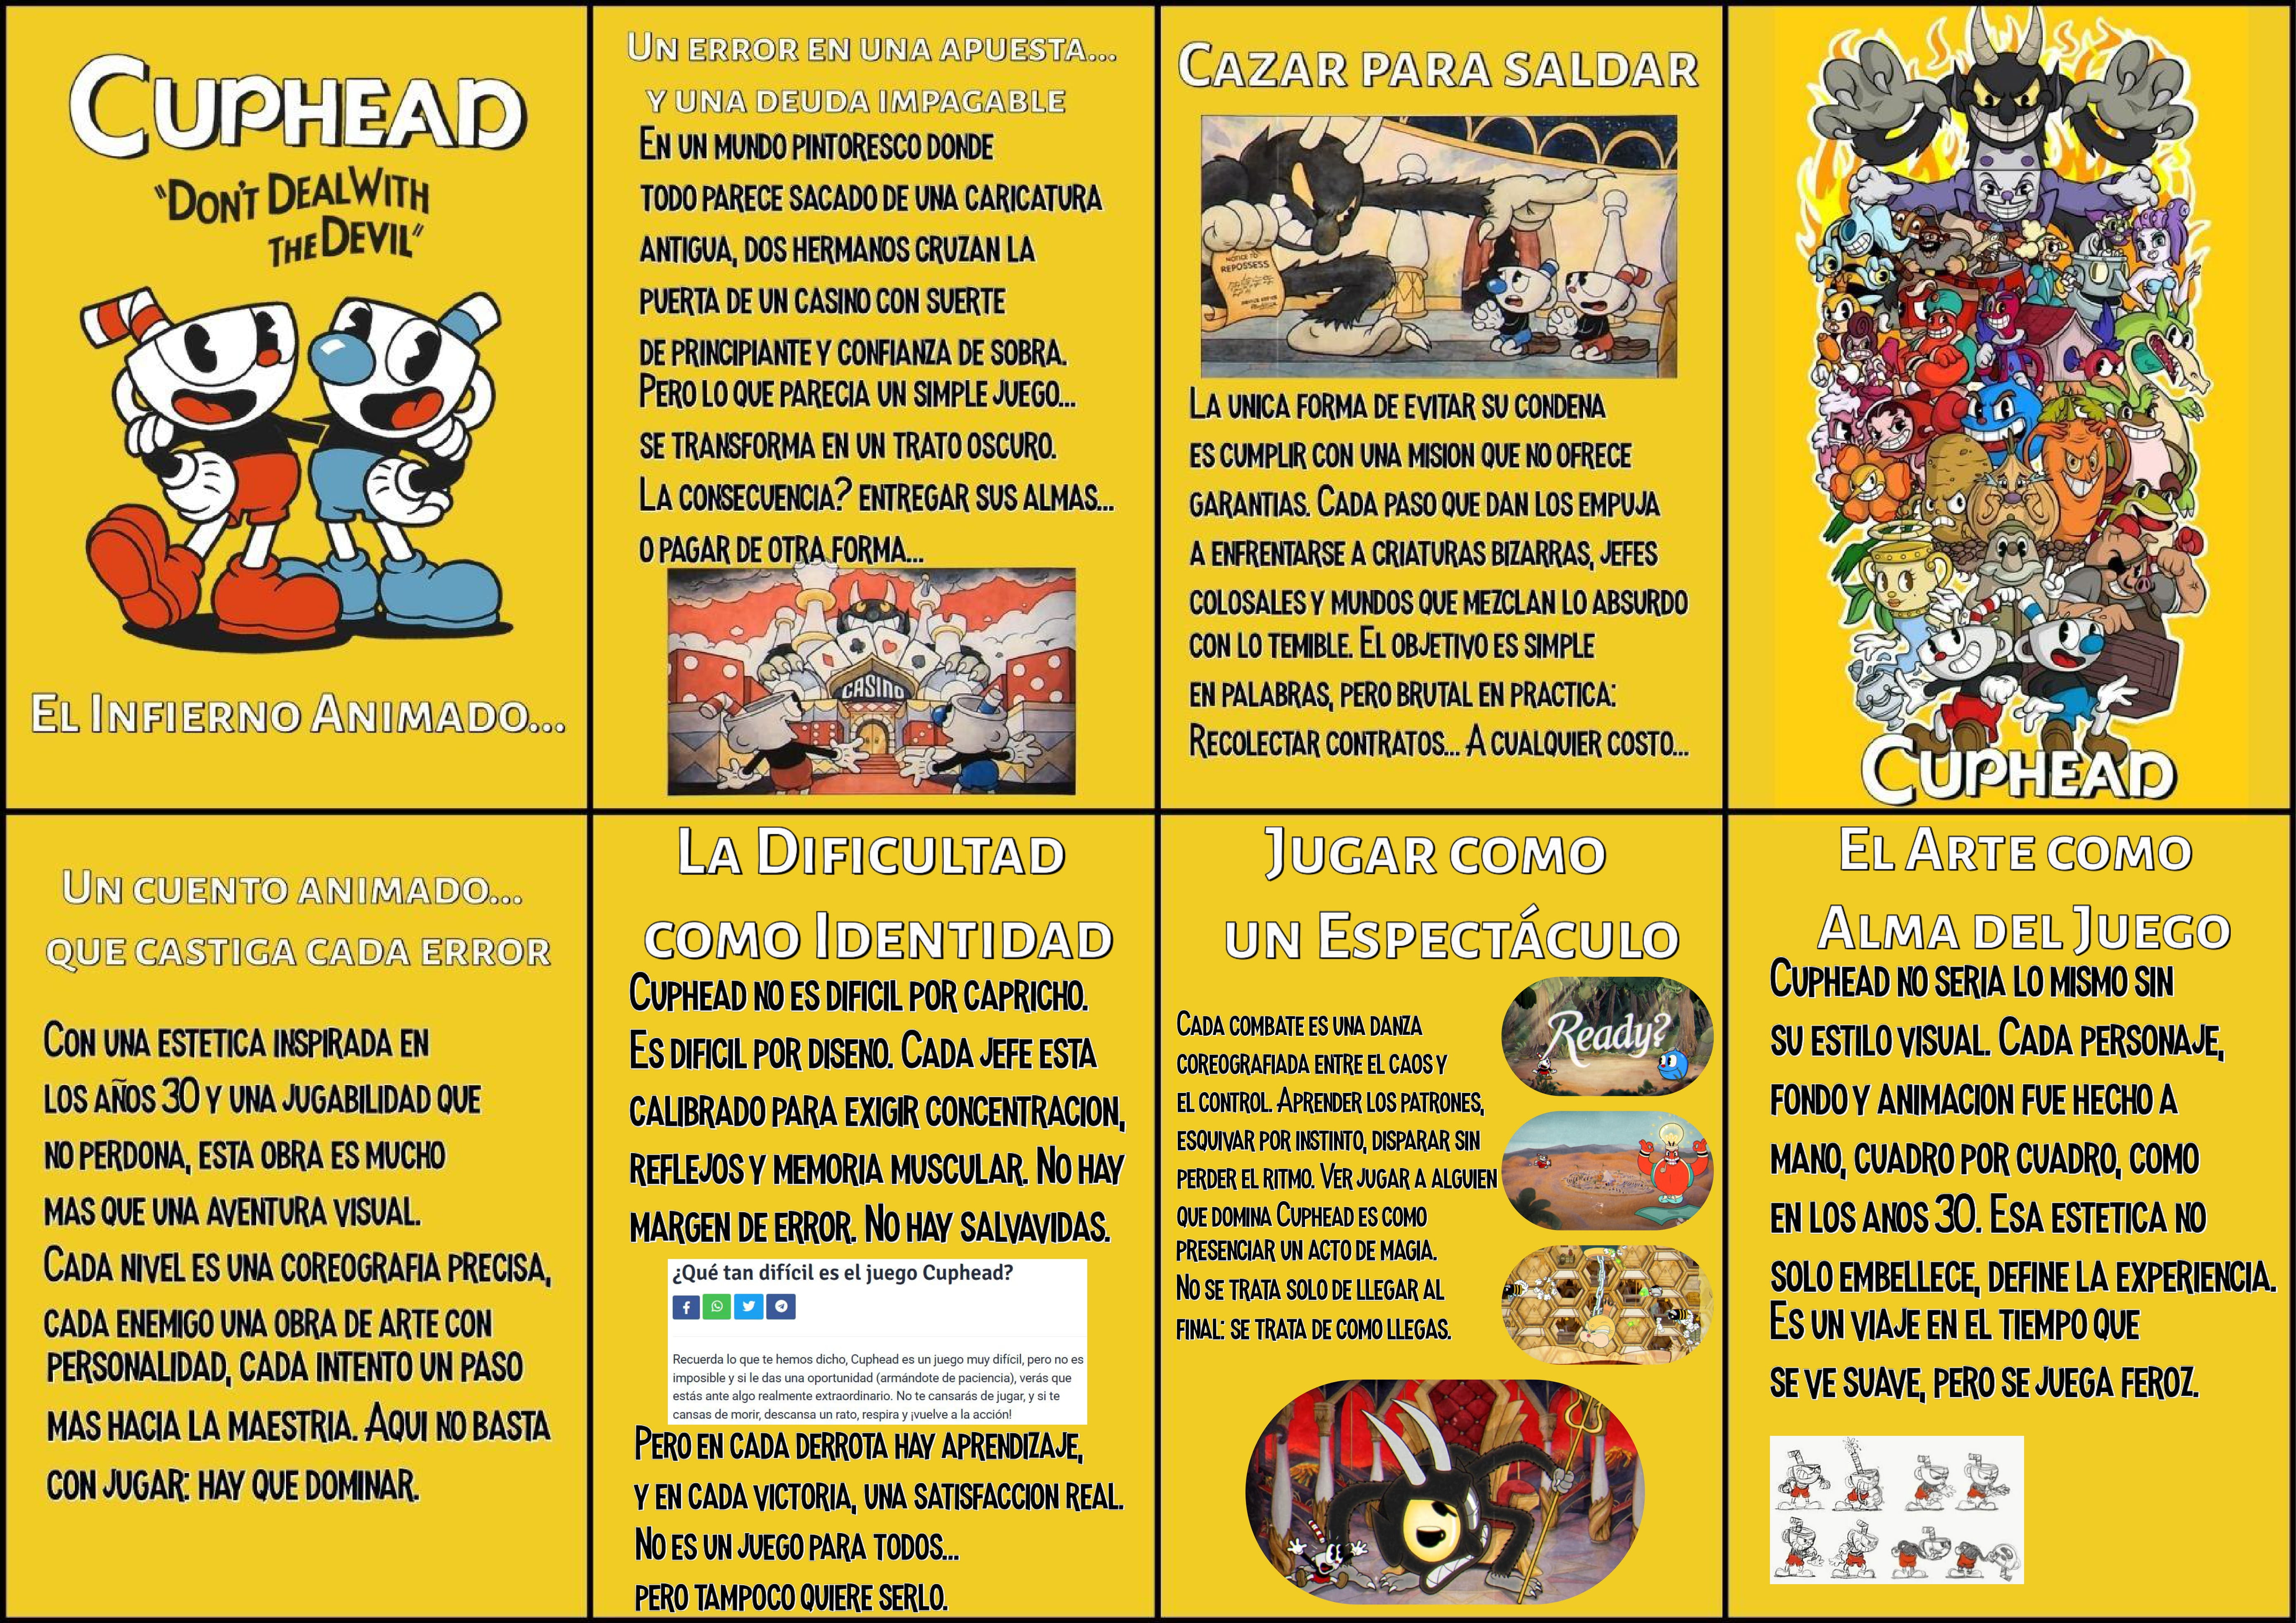 CUPHEAD
"DON'T DEAL WITH
THE DEVIL"
EL INFIERNO ANIMADO...
UN ERROR EN UNA APUESTA...
Y UNA DEUDA IMPAGABLE
EN UN MUNDO PINTORESCO DONDE
TODO PARECE SACADO DE UNA CARICATURA
ANTIGUA, DOS HERMANOS CRUZAN LA
PUERTA DE UN CASINO CON SUERTE
DE PRINCIPIANTE Y CONFIANZA DE SOBRA.
PERO LO QUE PARECIA UN SIMPLE JUEGO...
SE TRANSFORMA EN UN TRATO OSCURO.
LA CONSECUENCIA? ENTREGAR SUS ALMAS...
O PAGAR DE OTRA FORMA...
CASINO
CAZAR PARA SALDAR
NOTICE TO
REPOSSESS
LA UNICA FORMA DE EVITAR SU CONDENA
ES CUMPLIR CON UNA MISION QUE NO OFRECE
GARANTIAS. CADA PASO QUE DAN LOS EMPUJA
A ENFRENTARSE A CRIATURAS BIZARRAS, JEFES
COLOSALES Y MUNDOS QUE MEZCLAN LO ABSURDO
CON LO TEMIBLE. EL OBJETIVO ES SIMPLE
EN PALABRAS, PERO BRUTAL EN PRACTICA:
RECOLECTAR CONTRATOS... A CUALQUIER COSTO...
CUPHEAD
UN CUENTO ANIMADO...
QUE CASTIGA CADA ERROR
CON UNA ESTETICA INSPIRADA EN
LOS AÑOS 30 Y UNA JUGABILIDAD QUE
NO PERDONA, ESTA OBRA ES MUCHO
MAS QUE UNA AVENTURA VISUAL.
CADA NIVEL ES UNA COREOGRAFIA PRECISA,
CADA ENEMIGO UNA OBRA DE ARTE CON
PERSONALIDAD, CADA INTENTO UN PASO
MAS HACIA LA MAESTRIA. AQUI NO BASTA
CON JUGAR: HAY QUE DOMINAR.
LA DIFICULTAD
COMO IDENTIDAD
CUPHEAD NO ES DIFICIL POR CAPRICHO.
ES DIFICIL POR DISENO. CADA JEFE ESTA
CALIBRADO PARA EXIGIR CONCENTRACION,
REFLEJOS Y MEMORIA MUSCULAR. NO HAY
MARGEN DE ERROR. NO HAY SALVAVIDAS.
¿Qué tan difícil es el juego Cuphead?
Recuerda lo que te hemos dicho, Cuphead es un juego muy difícil, pero no es
imposible y si le das una oportunidad (armándote de paciencia), verás que
estás ante algo realmente extraordinario. No te cansarás de jugar, y si te
cansas de morir, descansa un rato, respira y ¡vuelve a la acción!
PERO EN CADA DERROTA HAY APRENDIZAJE,
Y EN CADA VICTORIA, UNA SATISFACCION REAL.
NO ES UN JUEGO PARA TODOS...
PERO TAMPOCO QUIERE SERLO.
JUGAR COMO
UN ESPECTÁCULO
CADA COMBATE ES UNA DANZA
COREOGRAFIADA ENTRE EL CAOS Y
EL CONTROL. APRENDER LOS PATRONES,
ESQUIVAR POR INSTINTO, DISPARAR SIN
PERDER EL RITMO. VER JUGAR A ALGUIEN
QUE DOMINA CUPHEAD ES COMO
PRESENCIAR UN ACTO DE MAGIA.
NO SE TRATA SOLO DE LLEGAR AL
FINAL: SE TRATA DE COMO LLEGAS.
Ready?
EL ARTE COMO
ALMA DEL JUEGO
CUPHEAD NO SERIA LO MISMO SIN
SU ESTILO VISUAL. CADA PERSONAJE,
FONDO Y ANIMACION FUE HECHO A
MANO, CUADRO POR CUADRO, COMO
EN LOS ANOS 30. ESA ESTETICA NO
SOLO EMBELLECE, DEFINE LA EXPERIENCIA.
ES UN VIAJE EN EL TIEMPO QUE
SE VE SUAVE, PERO SE JUEGA FEROZ.